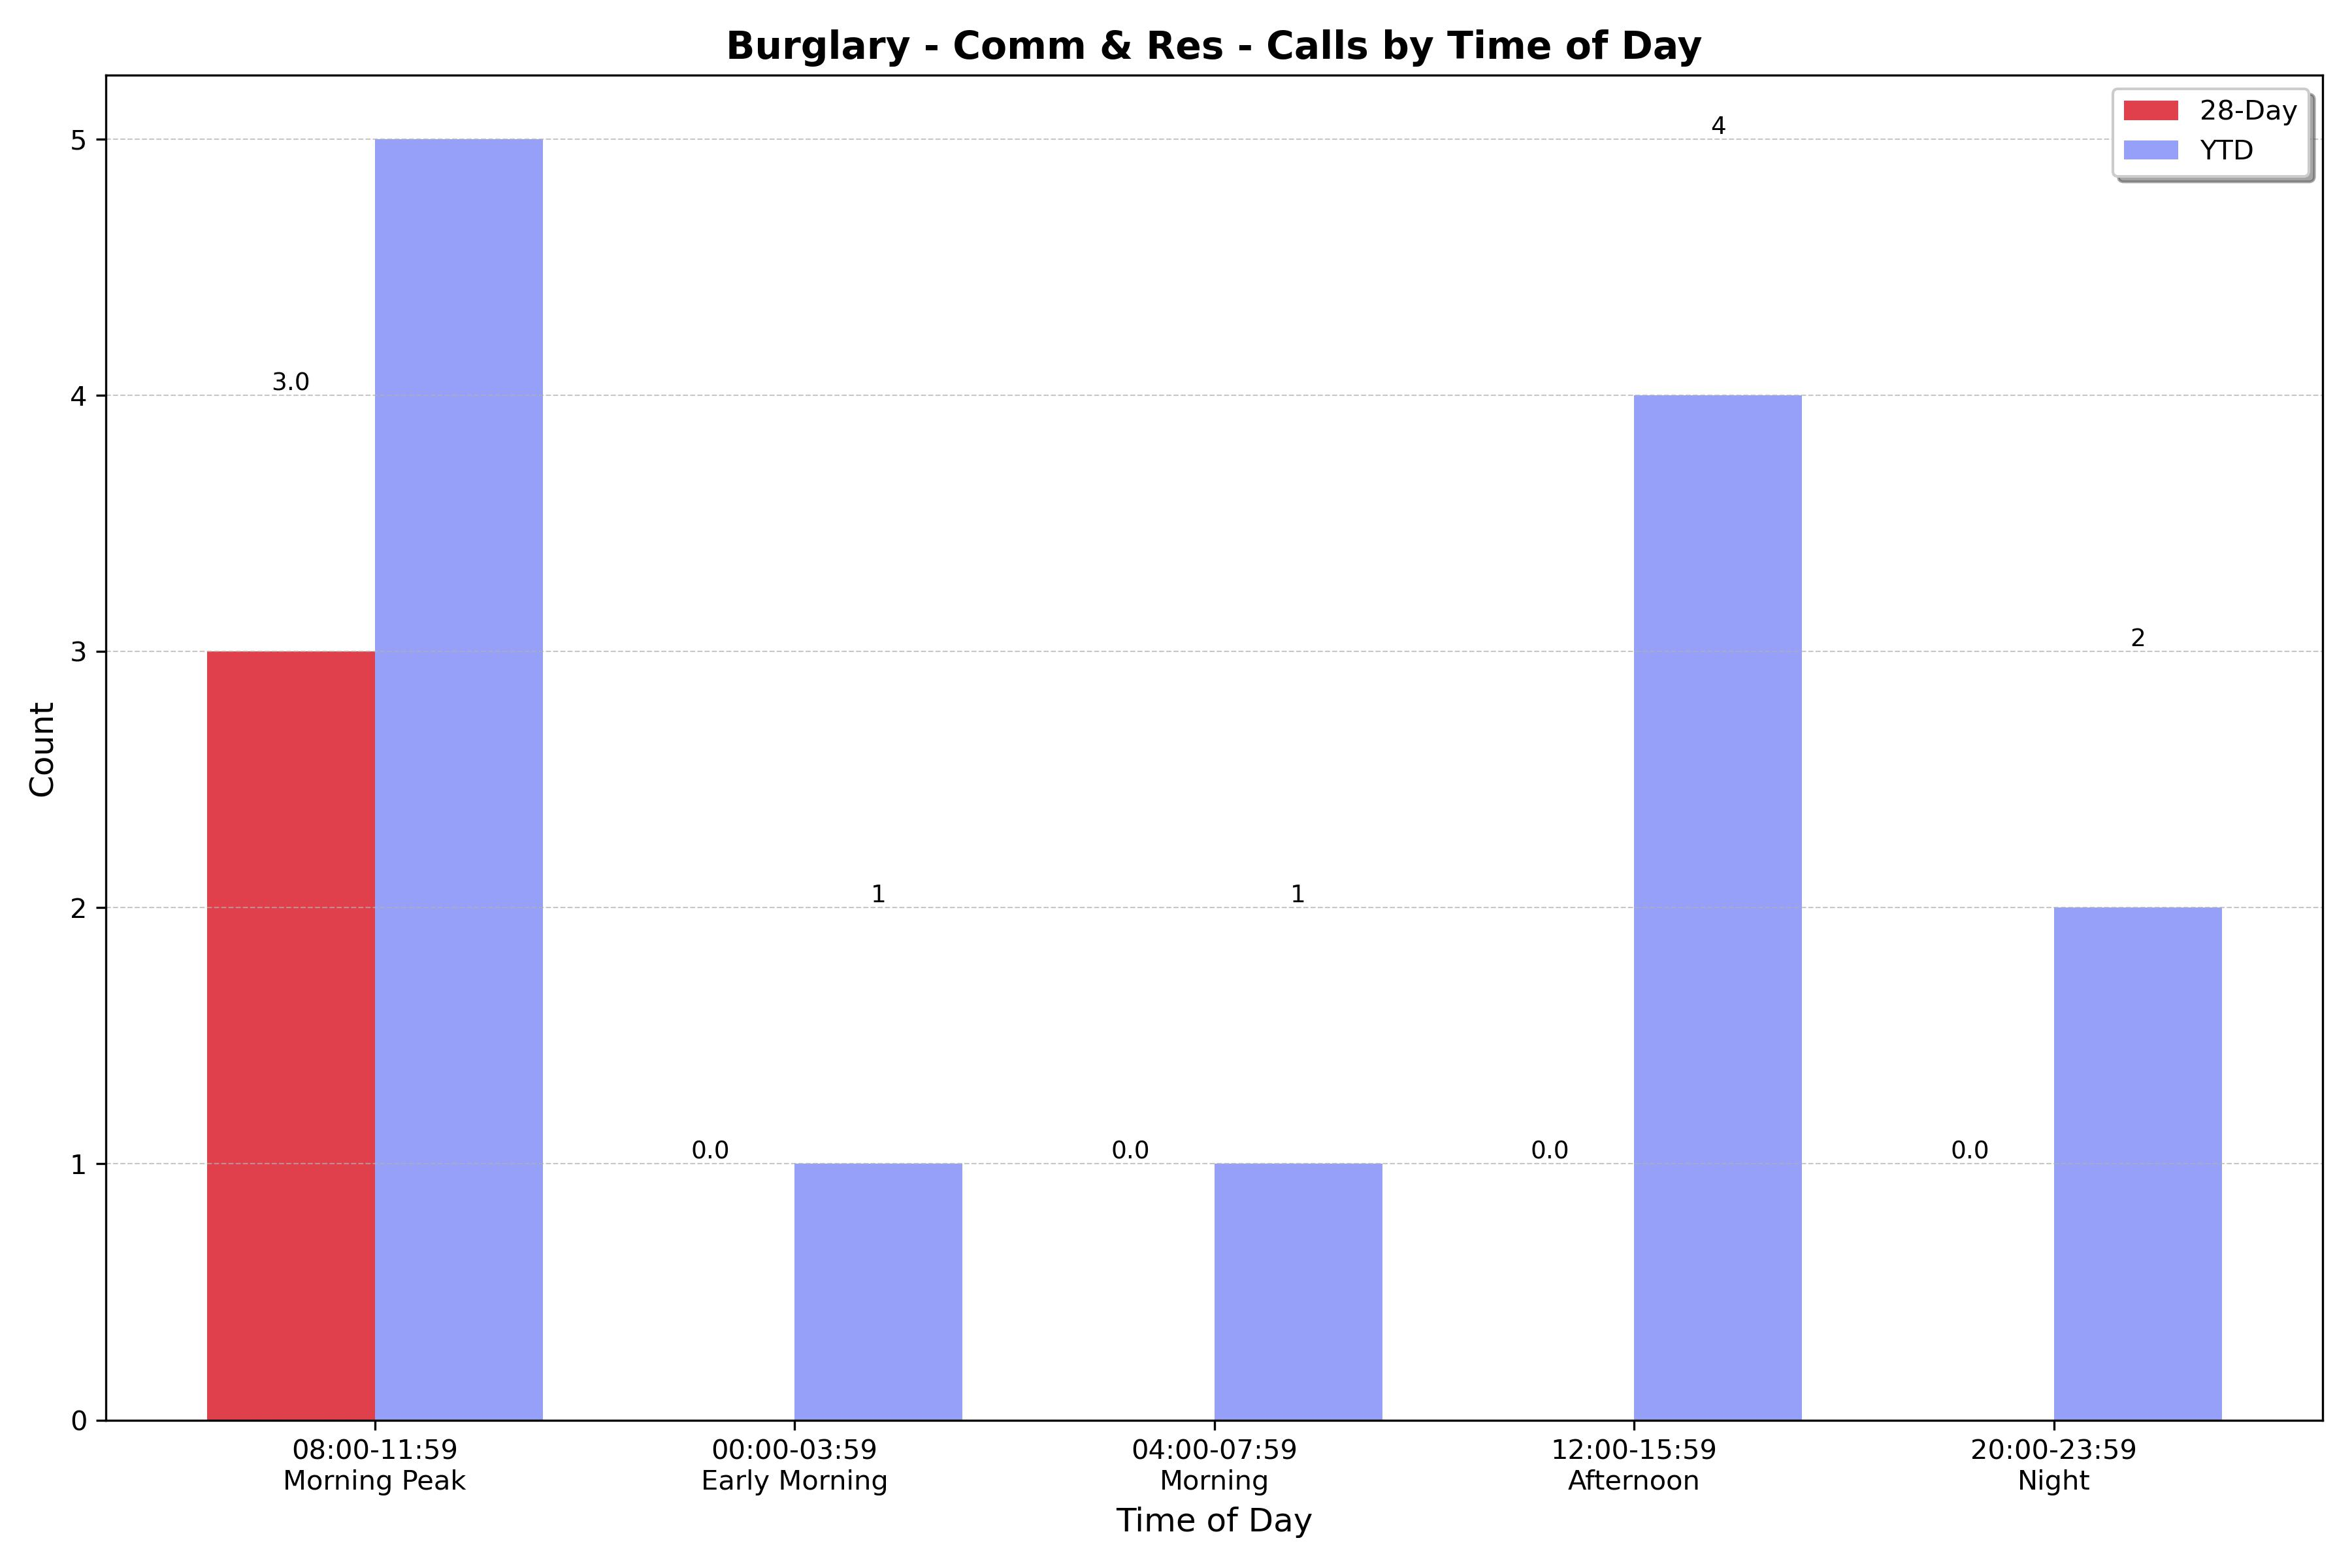 Burglary - Comm & Res - Calls by Time of Day
28-Day
YTD
Count
5
4
3
2
1
0
3.0
0.0
1
0.0
1
0.0
4
0.0
2
08:00-11:59
Morning Peak
00:00-03:59
Early Morning
04:00-07:59
Morning
12:00-15:59
Afternoon
20:00-23:59
Night
Time of Day